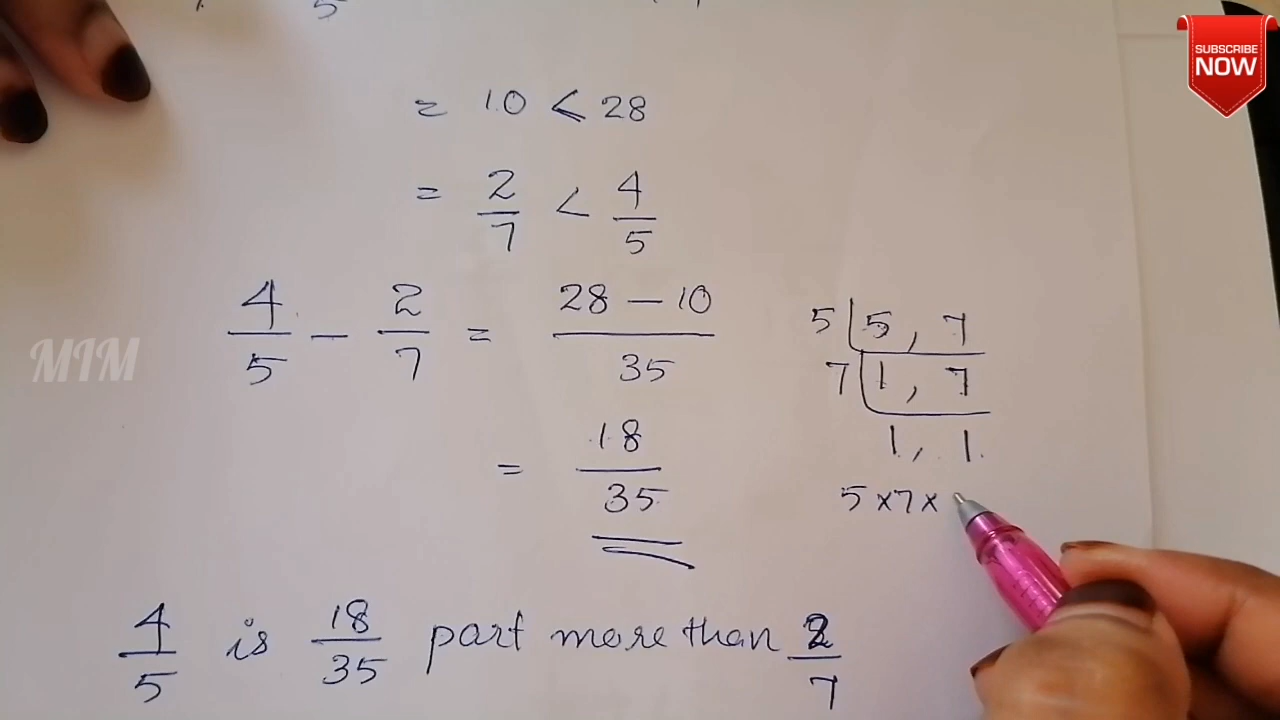 5
SUBSCRIBE
NOW
= 10 < 28
= 2/7 < 4/5
4/5 - 2/7 = 28 - 10/35
= 18/35
5 | 5, 7
7 | 1, 7
1, 1
5 x 7 x
MIM
4/5 is 18/35 part more than 2/7